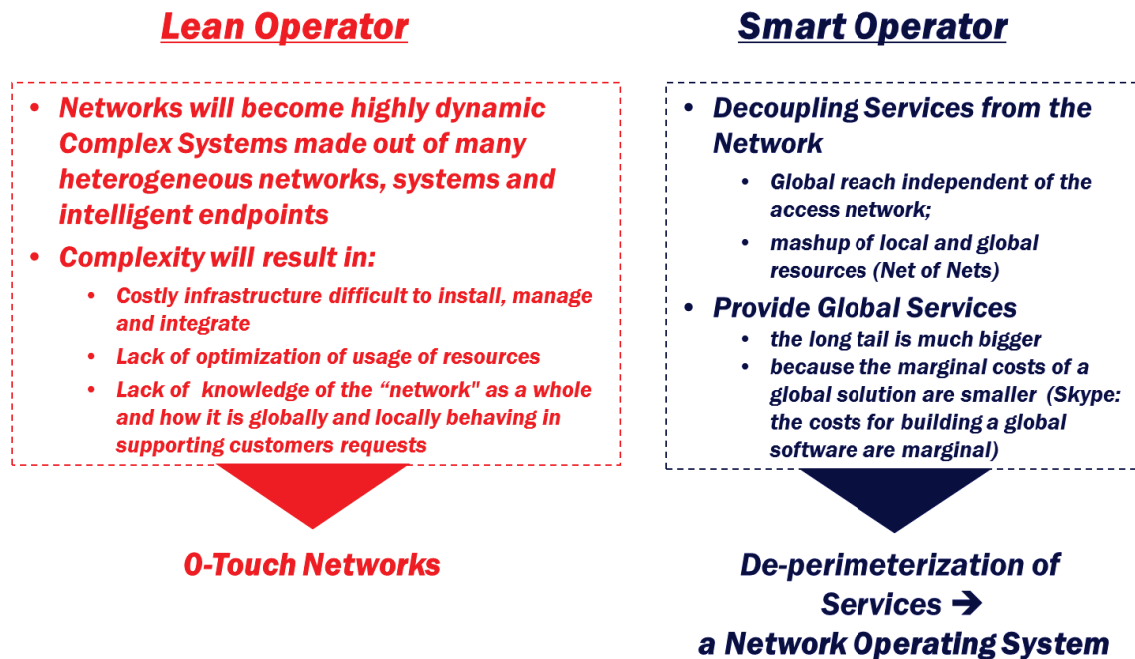 Lean Operator
• Networks will become highly dynamic
Complex Systems made out of many
heterogeneous networks, systems and
intelligent endpoints
• Complexity will result in:
• Costly infrastructure difficult to install, manage
and integrate
• Lack of optimization of usage of resources
• Lack of  knowledge of the “network" as a whole
and how it is globally and locally behaving in
supporting customers requests
0-Touch Networks
Smart Operator
• Decoupling Services from the
Network
• Global reach independent of the
access network;
• mashup of local and global
resources (Net of Nets)
• Provide Global Services
• the long tail is much bigger
• because the marginal costs of a
global solution are smaller  (Skype:
the costs for building a global
software are marginal)
De-perimeterization of
Services ➔
a Network Operating System